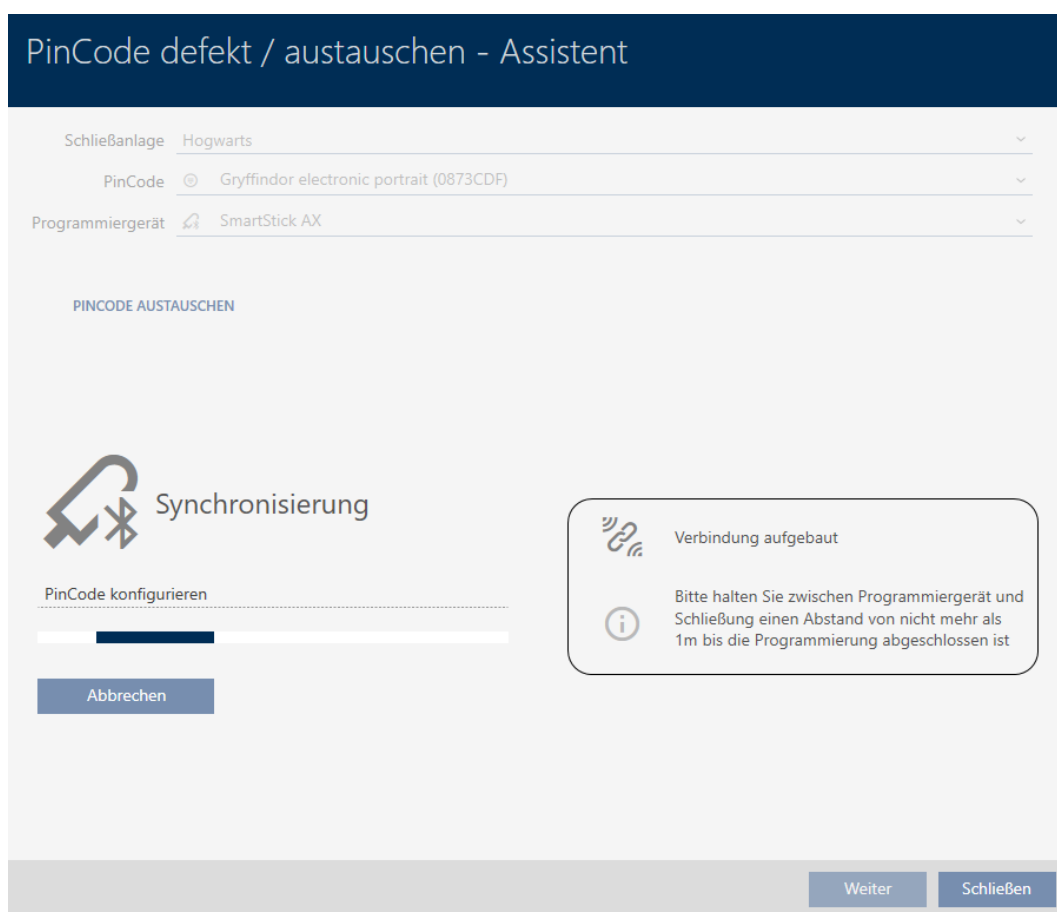 PinCode defekt / austauschen - Assistent
Schließanlage Hogwarts
PinCode Gryffindor electronic portrait (0873CDF)
Programmiergerät SmartStick AX
PINCODE AUSTAUSCHEN
Synchronisierung
PinCode konfigurieren
Abbrechen
Verbindung aufgebaut
Bitte halten Sie zwischen Programmiergerät und
Schließung einen Abstand von nicht mehr als
1m bis die Programmierung abgeschlossen ist
Weiter
Schließen